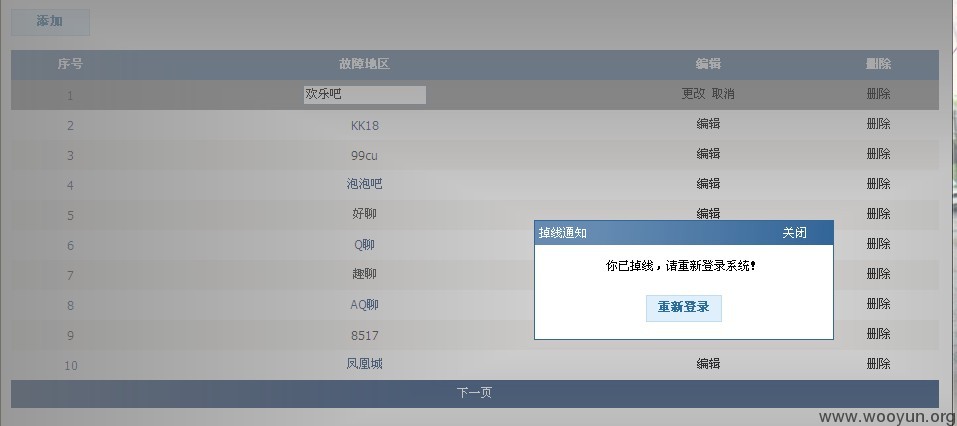 添加
序号 故障地区 编辑 删除
1 欢乐吧 更改 取消 删除
2 KK18 编辑 删除
3 99cu 编辑 删除
4 泡泡吧 编辑 删除
5 好聊 编辑 删除
6 Q聊 删除
7 趣聊 删除
8 AQ聊 删除
9 8517 删除
10 凤凰城 编辑 删除
掉线通知 关闭
你已掉线，请重新登录系统!
重新登录
下一页
www.wooyun.org